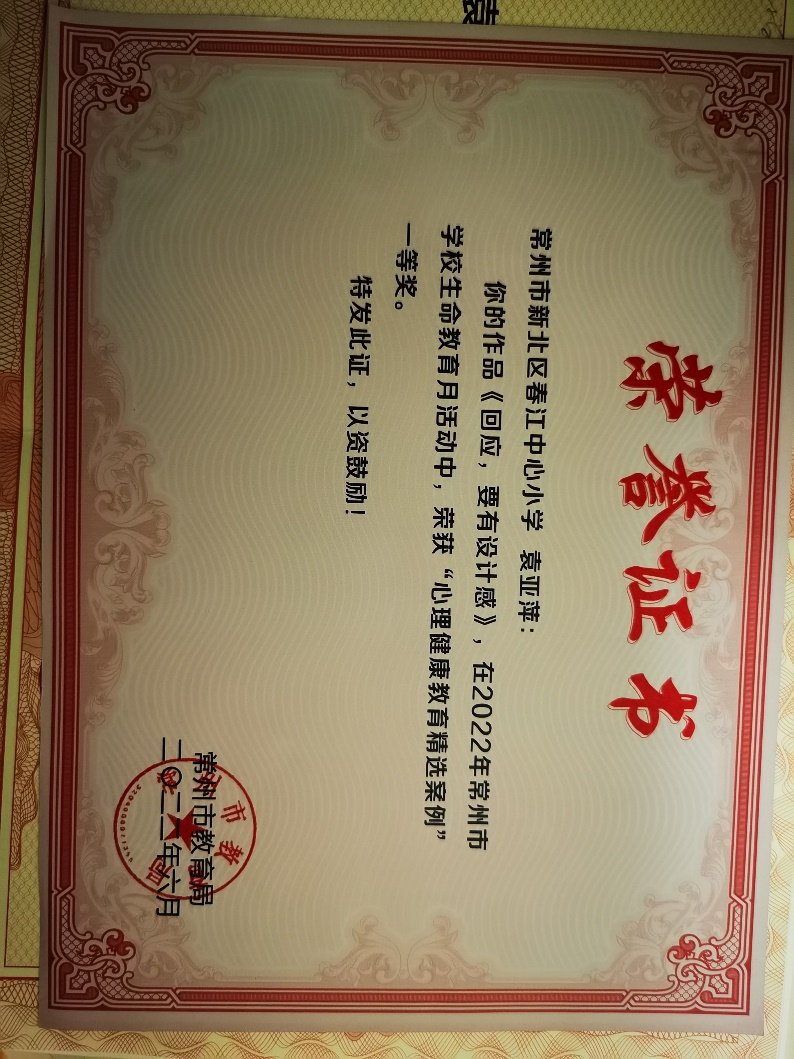 荣誉证书
常州市新北区春江中心小学 袁亚萍：
你的作品《回应，要有设计感》，在2022年常州市
学校生命教育月活动中，荣获“心理健康教育精选案例”
一等奖。
特发此证，以资鼓励！
常州市教育局
二〇二二年六月
袁